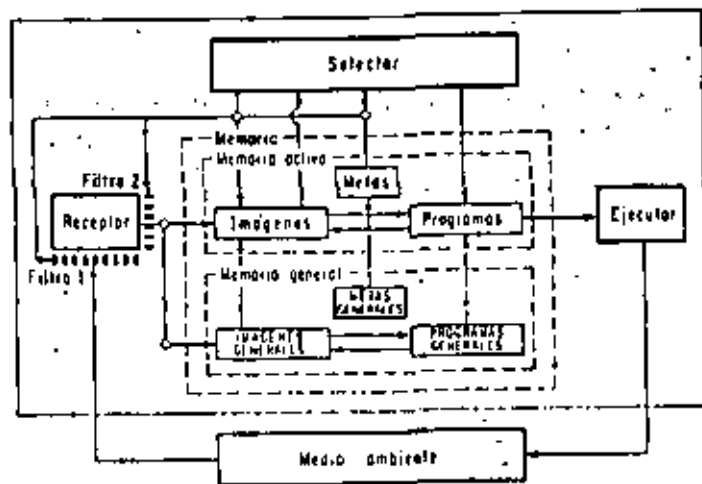 Selector
Memoria
Memoria activa
Filtro 2
Metas
Receptor
Imágenes
Programas
Ejecutor
Filtro 1
Memoria general
METAS
GENERALES
IMAGENES
GENERALES
PROGRAMAS
GENERALES
Medio ambiente